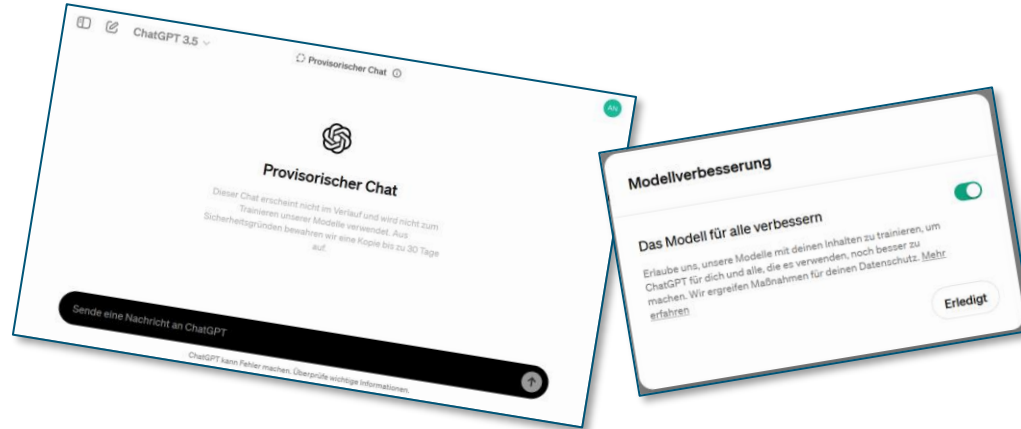 ChatGPT 3.5
Provisorischer Chat
AN
Provisorischer Chat
Dieser Chat erscheint nicht im Verlauf und wird nicht zum
Trainieren unserer Modelle verwendet. Aus
Sicherheitsgründen bewahren wir eine Kopie bis zu 30 Tage
auf.
Sende eine Nachricht an ChatGPT
ChatGPT kann Fehler machen. Überprüfe wichtige Informationen.
Modellverbesserung
Das Modell für alle verbessern
Erlaube uns, unsere Modelle mit deinen Inhalten zu trainieren, um
ChatGPT für dich und alle, die es verwenden, noch besser zu
machen. Wir ergreifen Maßnahmen für deinen Datenschutz. Mehr
erfahren
Erledigt